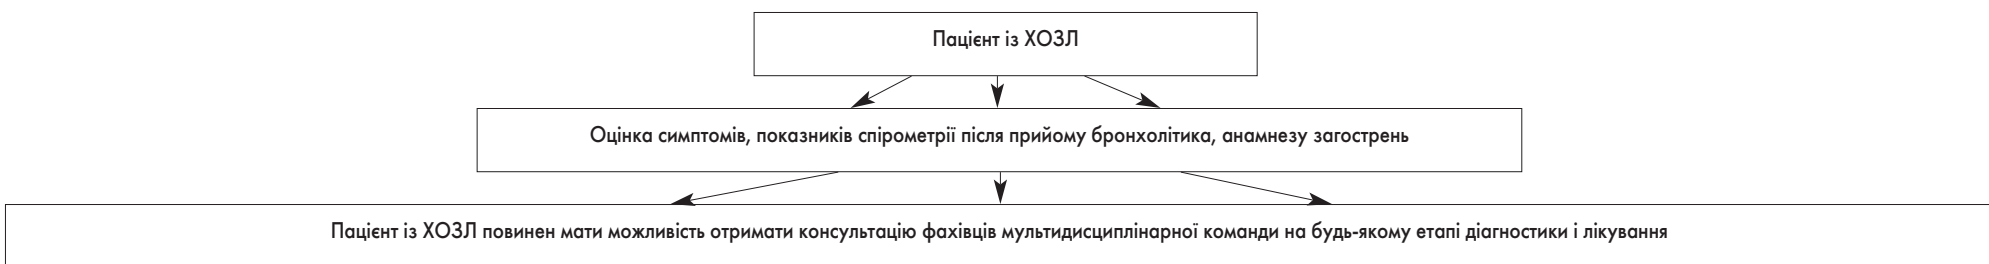 Пацієнт із ХОЗЛ
Оцінка симптомів, показників спірометрії після прийому бронхолітика, анамнезу загострень
Пацієнт із ХОЗЛ повинен мати можливість отримати консультацію фахівців мультидисциплінарної команди на будь-якому етапі діагностики і лікування